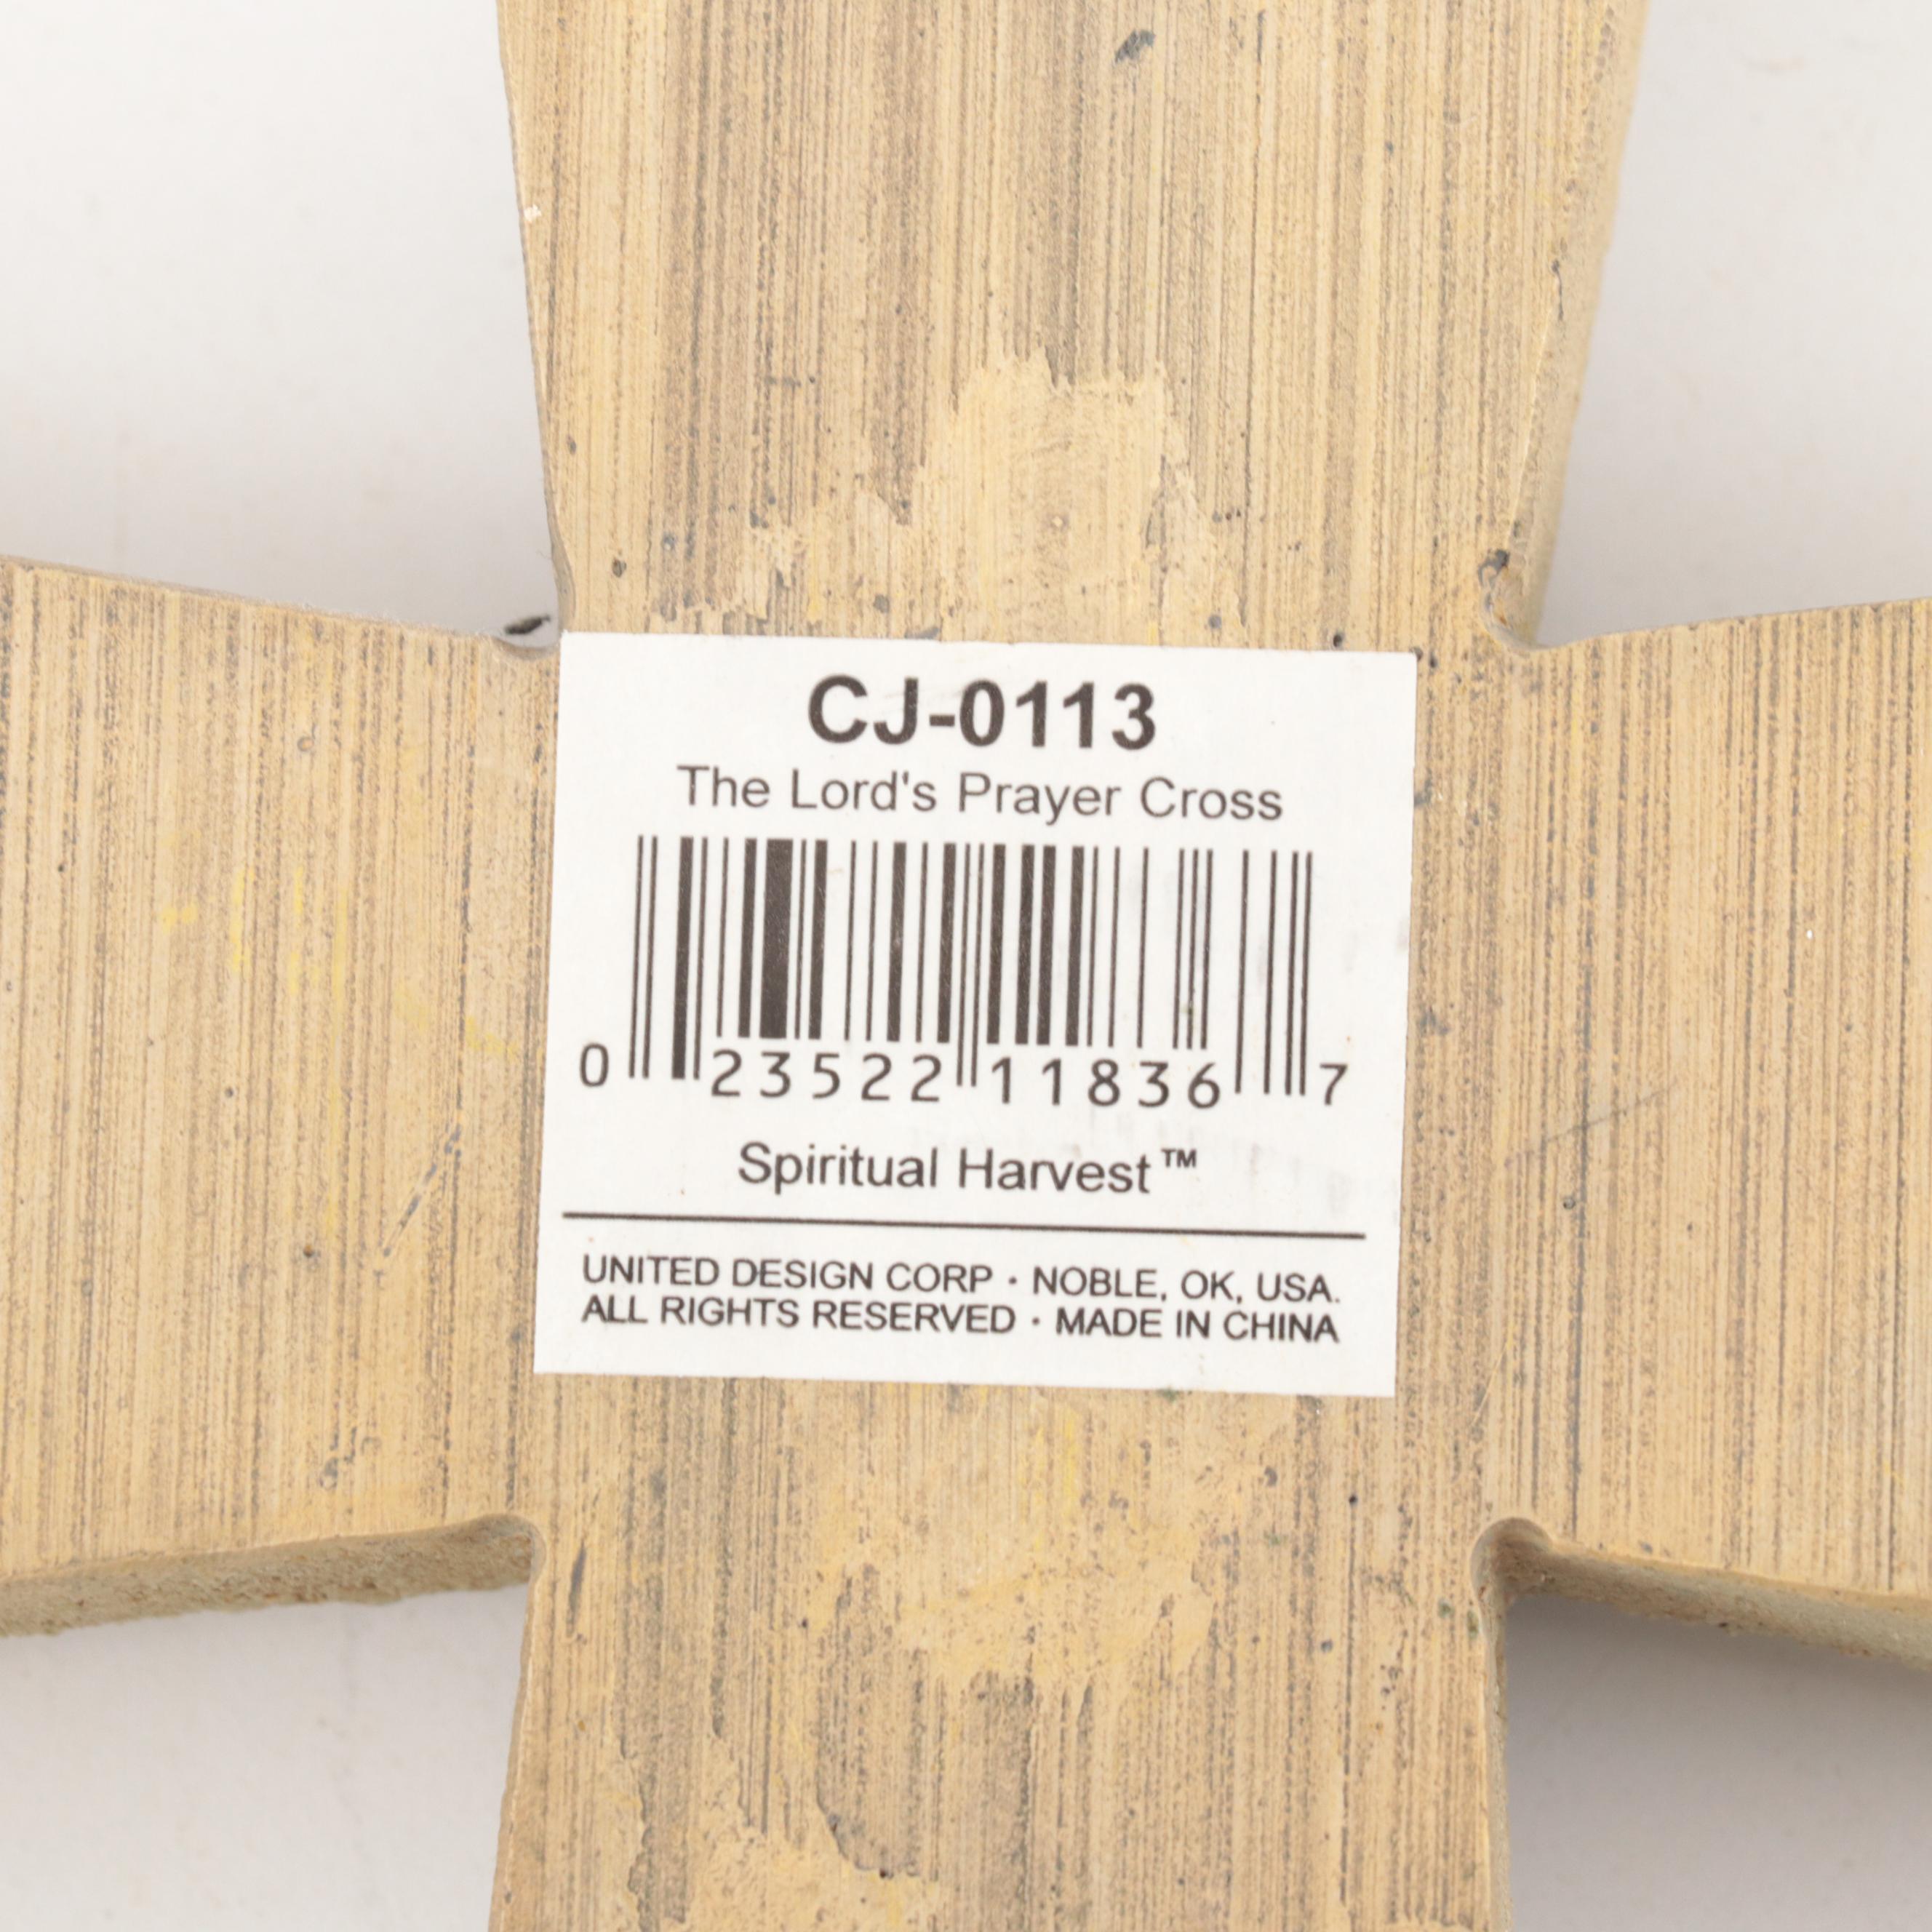 CJ-0113
The Lord's Prayer Cross
0 23522 11836 7
Spiritual Harvest™
UNITED DESIGN CORP · NOBLE, OK, USA.
ALL RIGHTS RESERVED · MADE IN CHINA